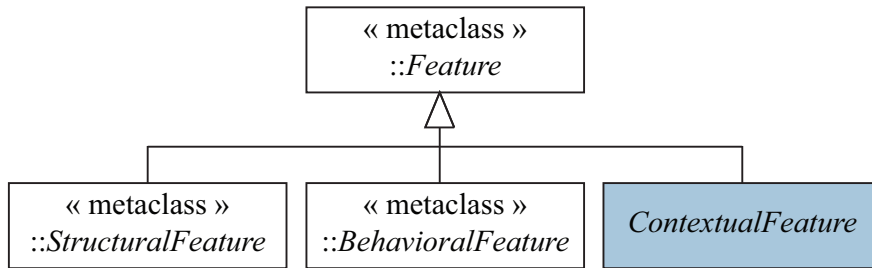 « metaclass »
::Feature
« metaclass »
::StructuralFeature
« metaclass »
::BehavioralFeature
ContextualFeature